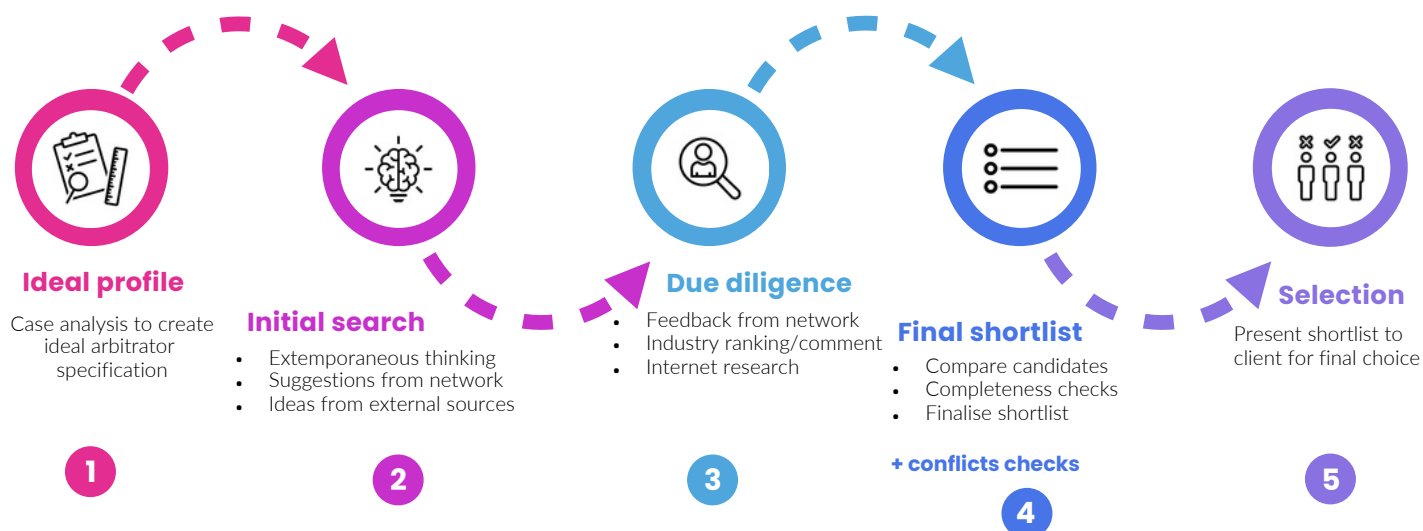 Ideal profile
Case analysis to create
ideal arbitrator
specification
1
Initial search
• Extemporaneous thinking
• Suggestions from network
• Ideas from external sources
2
Due diligence
• Feedback from network
• Industry ranking/comment
• Internet research
3
Final shortlist
• Compare candidates
• Completeness checks
• Finalise shortlist
+ conflicts checks
4
Selection
Present shortlist to
client for final choice
5